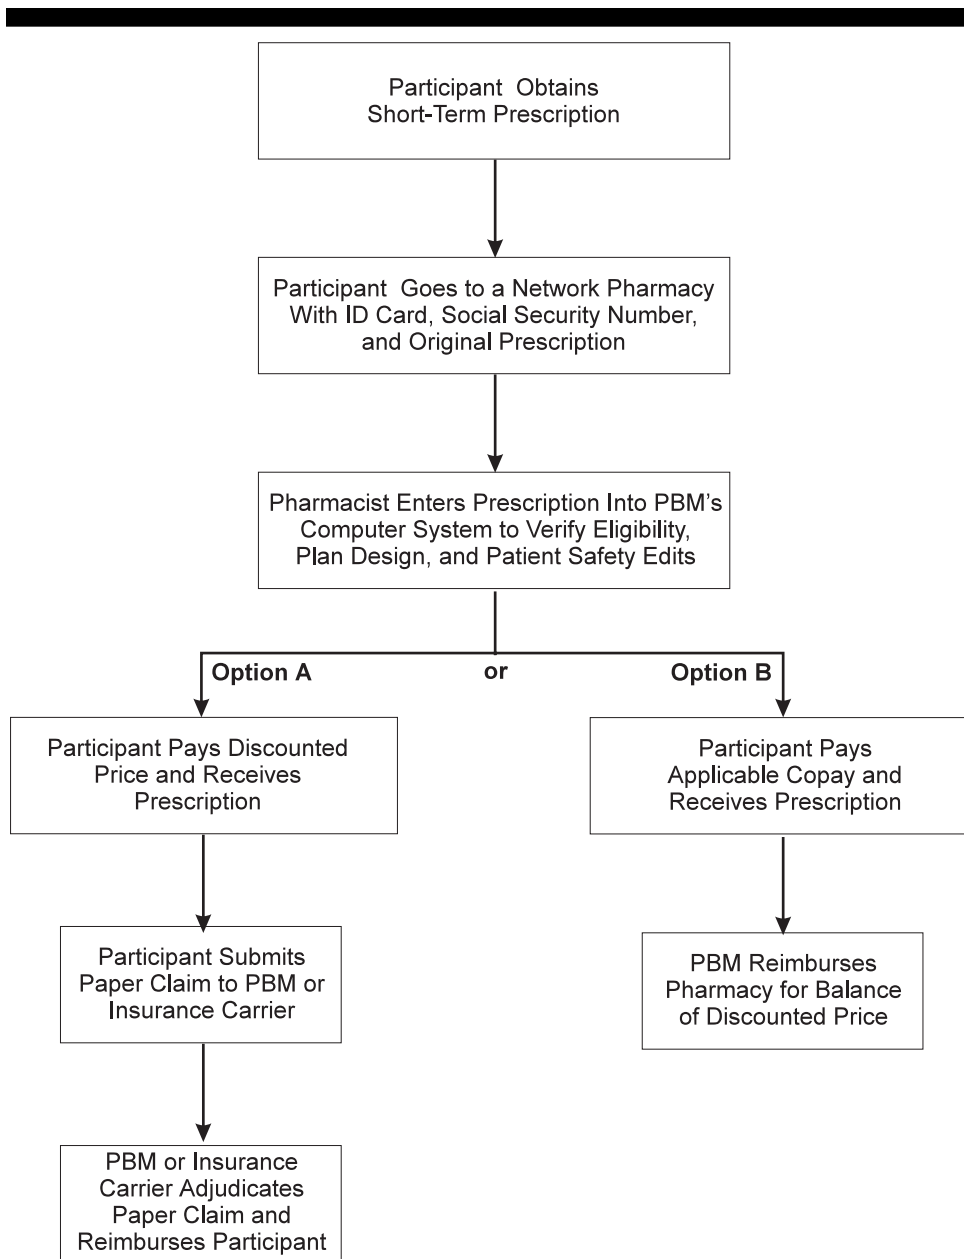 Participant Obtains
Short-Term Prescription
Participant Goes to a Network Pharmacy
With ID Card, Social Security Number,
and Original Prescription
Pharmacist Enters Prescription Into PBM's
Computer System to Verify Eligibility,
Plan Design, and Patient Safety Edits
Option A
or
Option B
Participant Pays Discounted
Price and Receives
Prescription
Participant Pays
Applicable Copay and
Receives Prescription
Participant Submits
Paper Claim to PBM or
Insurance Carrier
PBM Reimburses
Pharmacy for Balance
of Discounted Price
PBM or Insurance
Carrier Adjudicates
Paper Claim and
Reimburses Participant